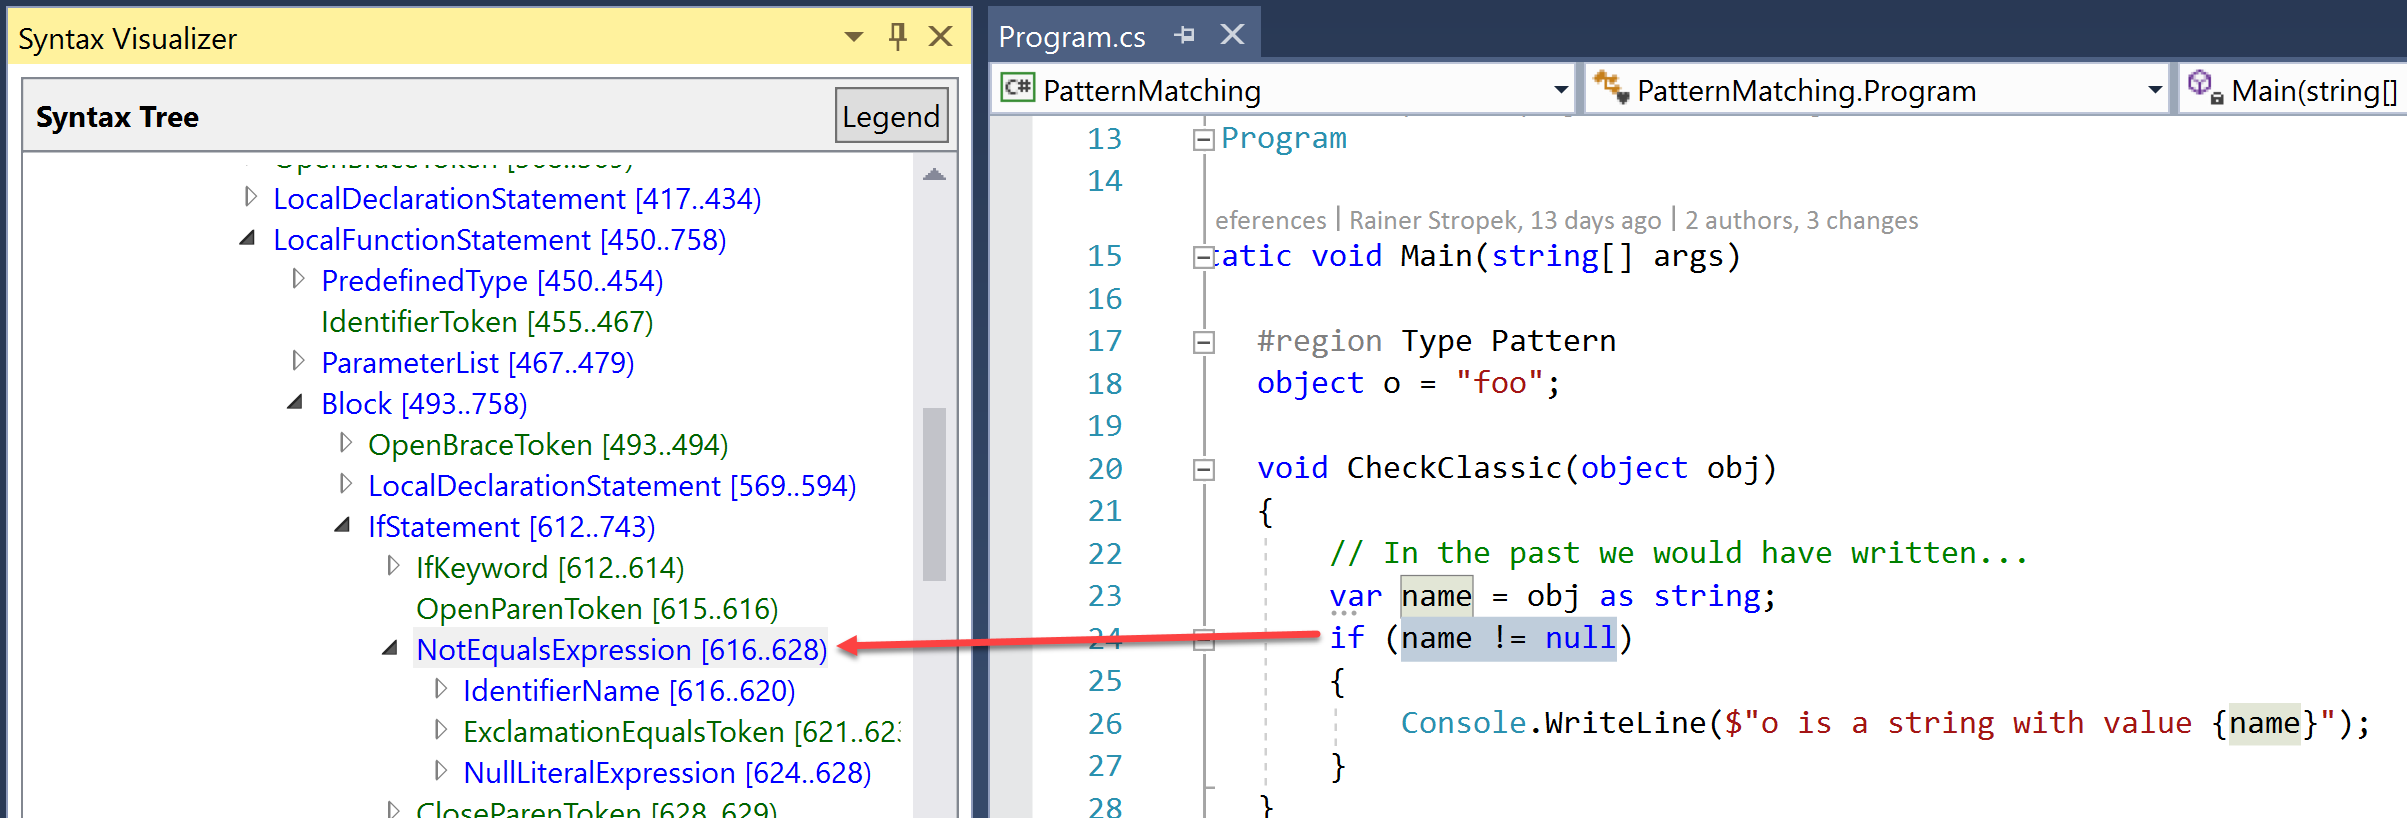 Syntax Visualizer
Syntax Tree
Legend
OpenBraceToken [368..369)
LocalDeclarationStatement [417..434)
LocalFunctionStatement [450..758)
PredefinedType [450..454)
IdentifierToken [455..467)
ParameterList [467..479)
Block [493..758)
OpenBraceToken [493..494)
LocalDeclarationStatement [569..594)
IfStatement [612..743)
IfKeyword [612..614)
OpenParenToken [615..616)
NotEqualsExpression [616..628)
IdentifierName [616..620)
ExclamationEqualsToken [621..623
NullLiteralExpression [624..628)
CloseParenToken [628..629)
Program.cs
C# PatternMatching
PatternMatching.Program
Main(string[]
13 Program
14
eferences | Rainer Stropek, 13 days ago | 2 authors, 3 changes
15 tatic void Main(string[] args)
16
17 #region Type Pattern
18 object o = "foo";
19
20 void CheckClassic(object obj)
21 {
22 // In the past we would have written...
23 var name = obj as string;
24 if (name != null)
25 {
26 Console.WriteLine($"o is a string with value {name}");
27 }
28 }